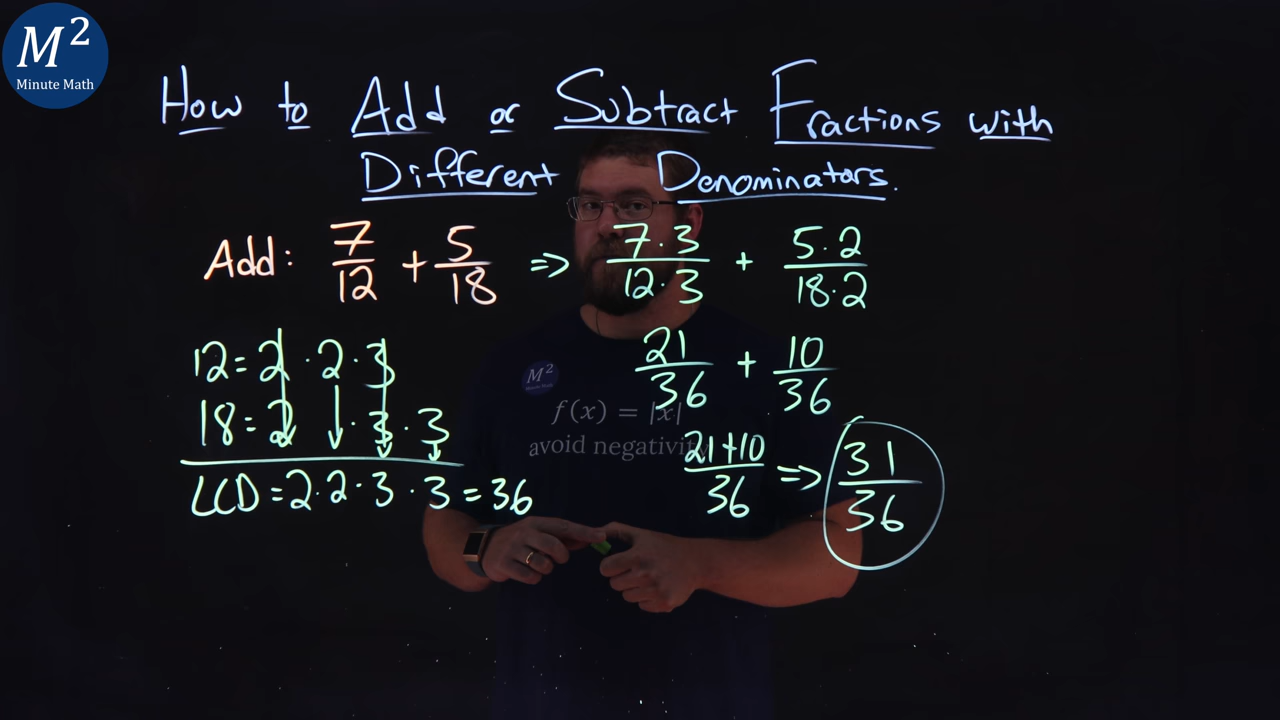 M²
Minute Math
How to Add or Subtract Fractions with
Different Denominators.
Add: 7/12 + 5/18 => 7·3/12·3 + 5·2/18·2
12 = 2 · 2 · 3
18 = 2 · 3 · 3
LCD = 2·2·3·3 = 36
21/36 + 10/36
21+10/36 => 31/36
M²
Minute Math
f(x) = |x|
avoid negativity